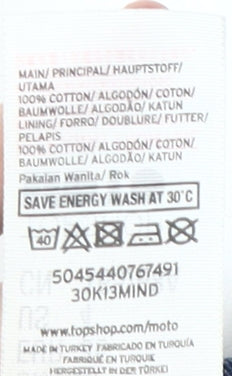 MAIN/ PRINCIPAL/ HAUPTSTOFF/
UTAMA
100% COTTON/ ALGODÓN/ COTON/
BAUMWOLLE/ ALGODÃO/ KATUN
LINING/ FORRO/ DOUBLURE/ FUTTER/
PELAPIS
100% COTTON/ ALGODÓN/ COTON/
BAUMWOLLE/ ALGODÃO/ KATUN
Pakaian Wanita/ Rok
SAVE ENERGY WASH AT 30°C
40
5045440767491
30K13MIND
www.topshop.com/moto
MADE IN TURKEY FABRICADO EN TURQUÍA
FABRIQUÉ EN TURQUIE
HERGESTELLT IN DER TÜRKEI